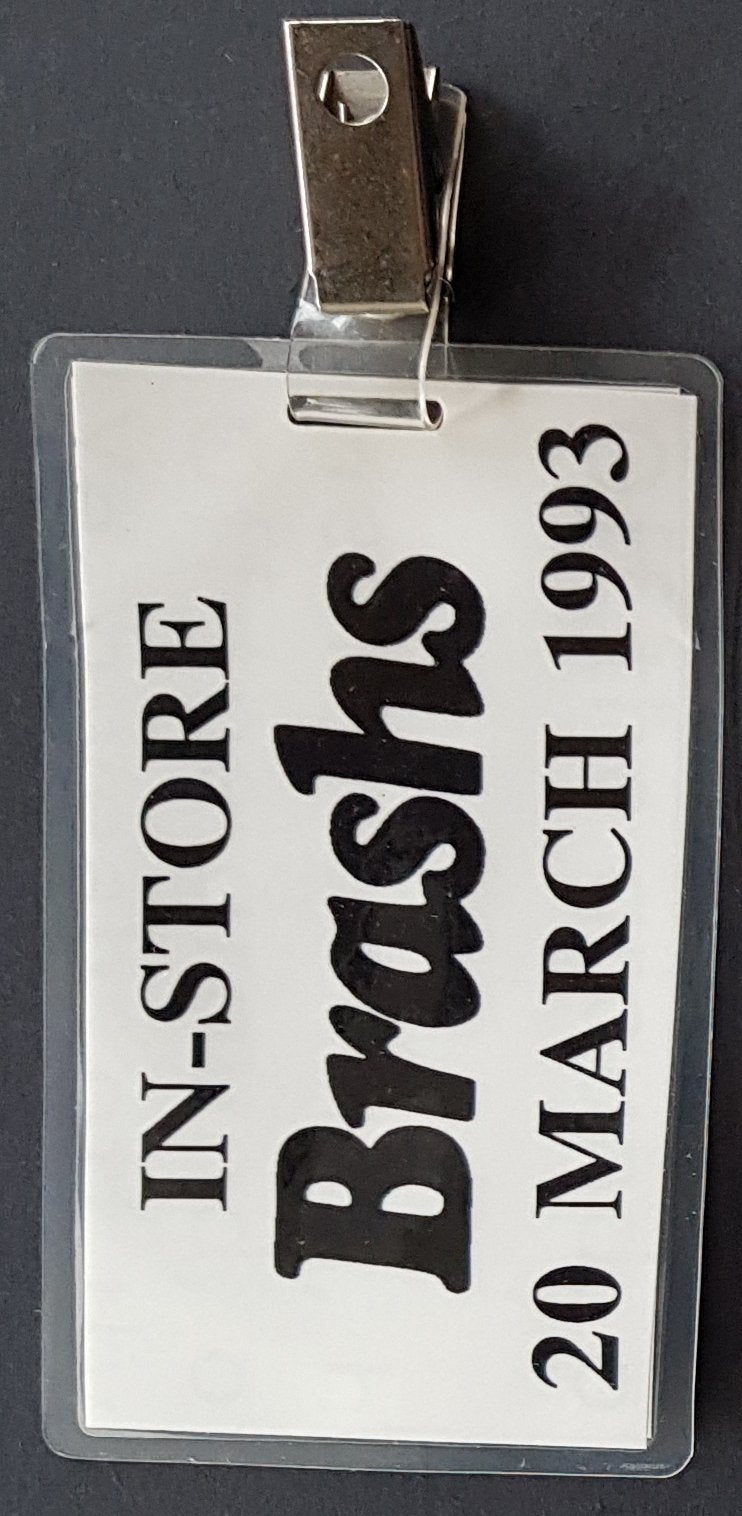 IN-STORE
Brashs
20 MARCH 1993